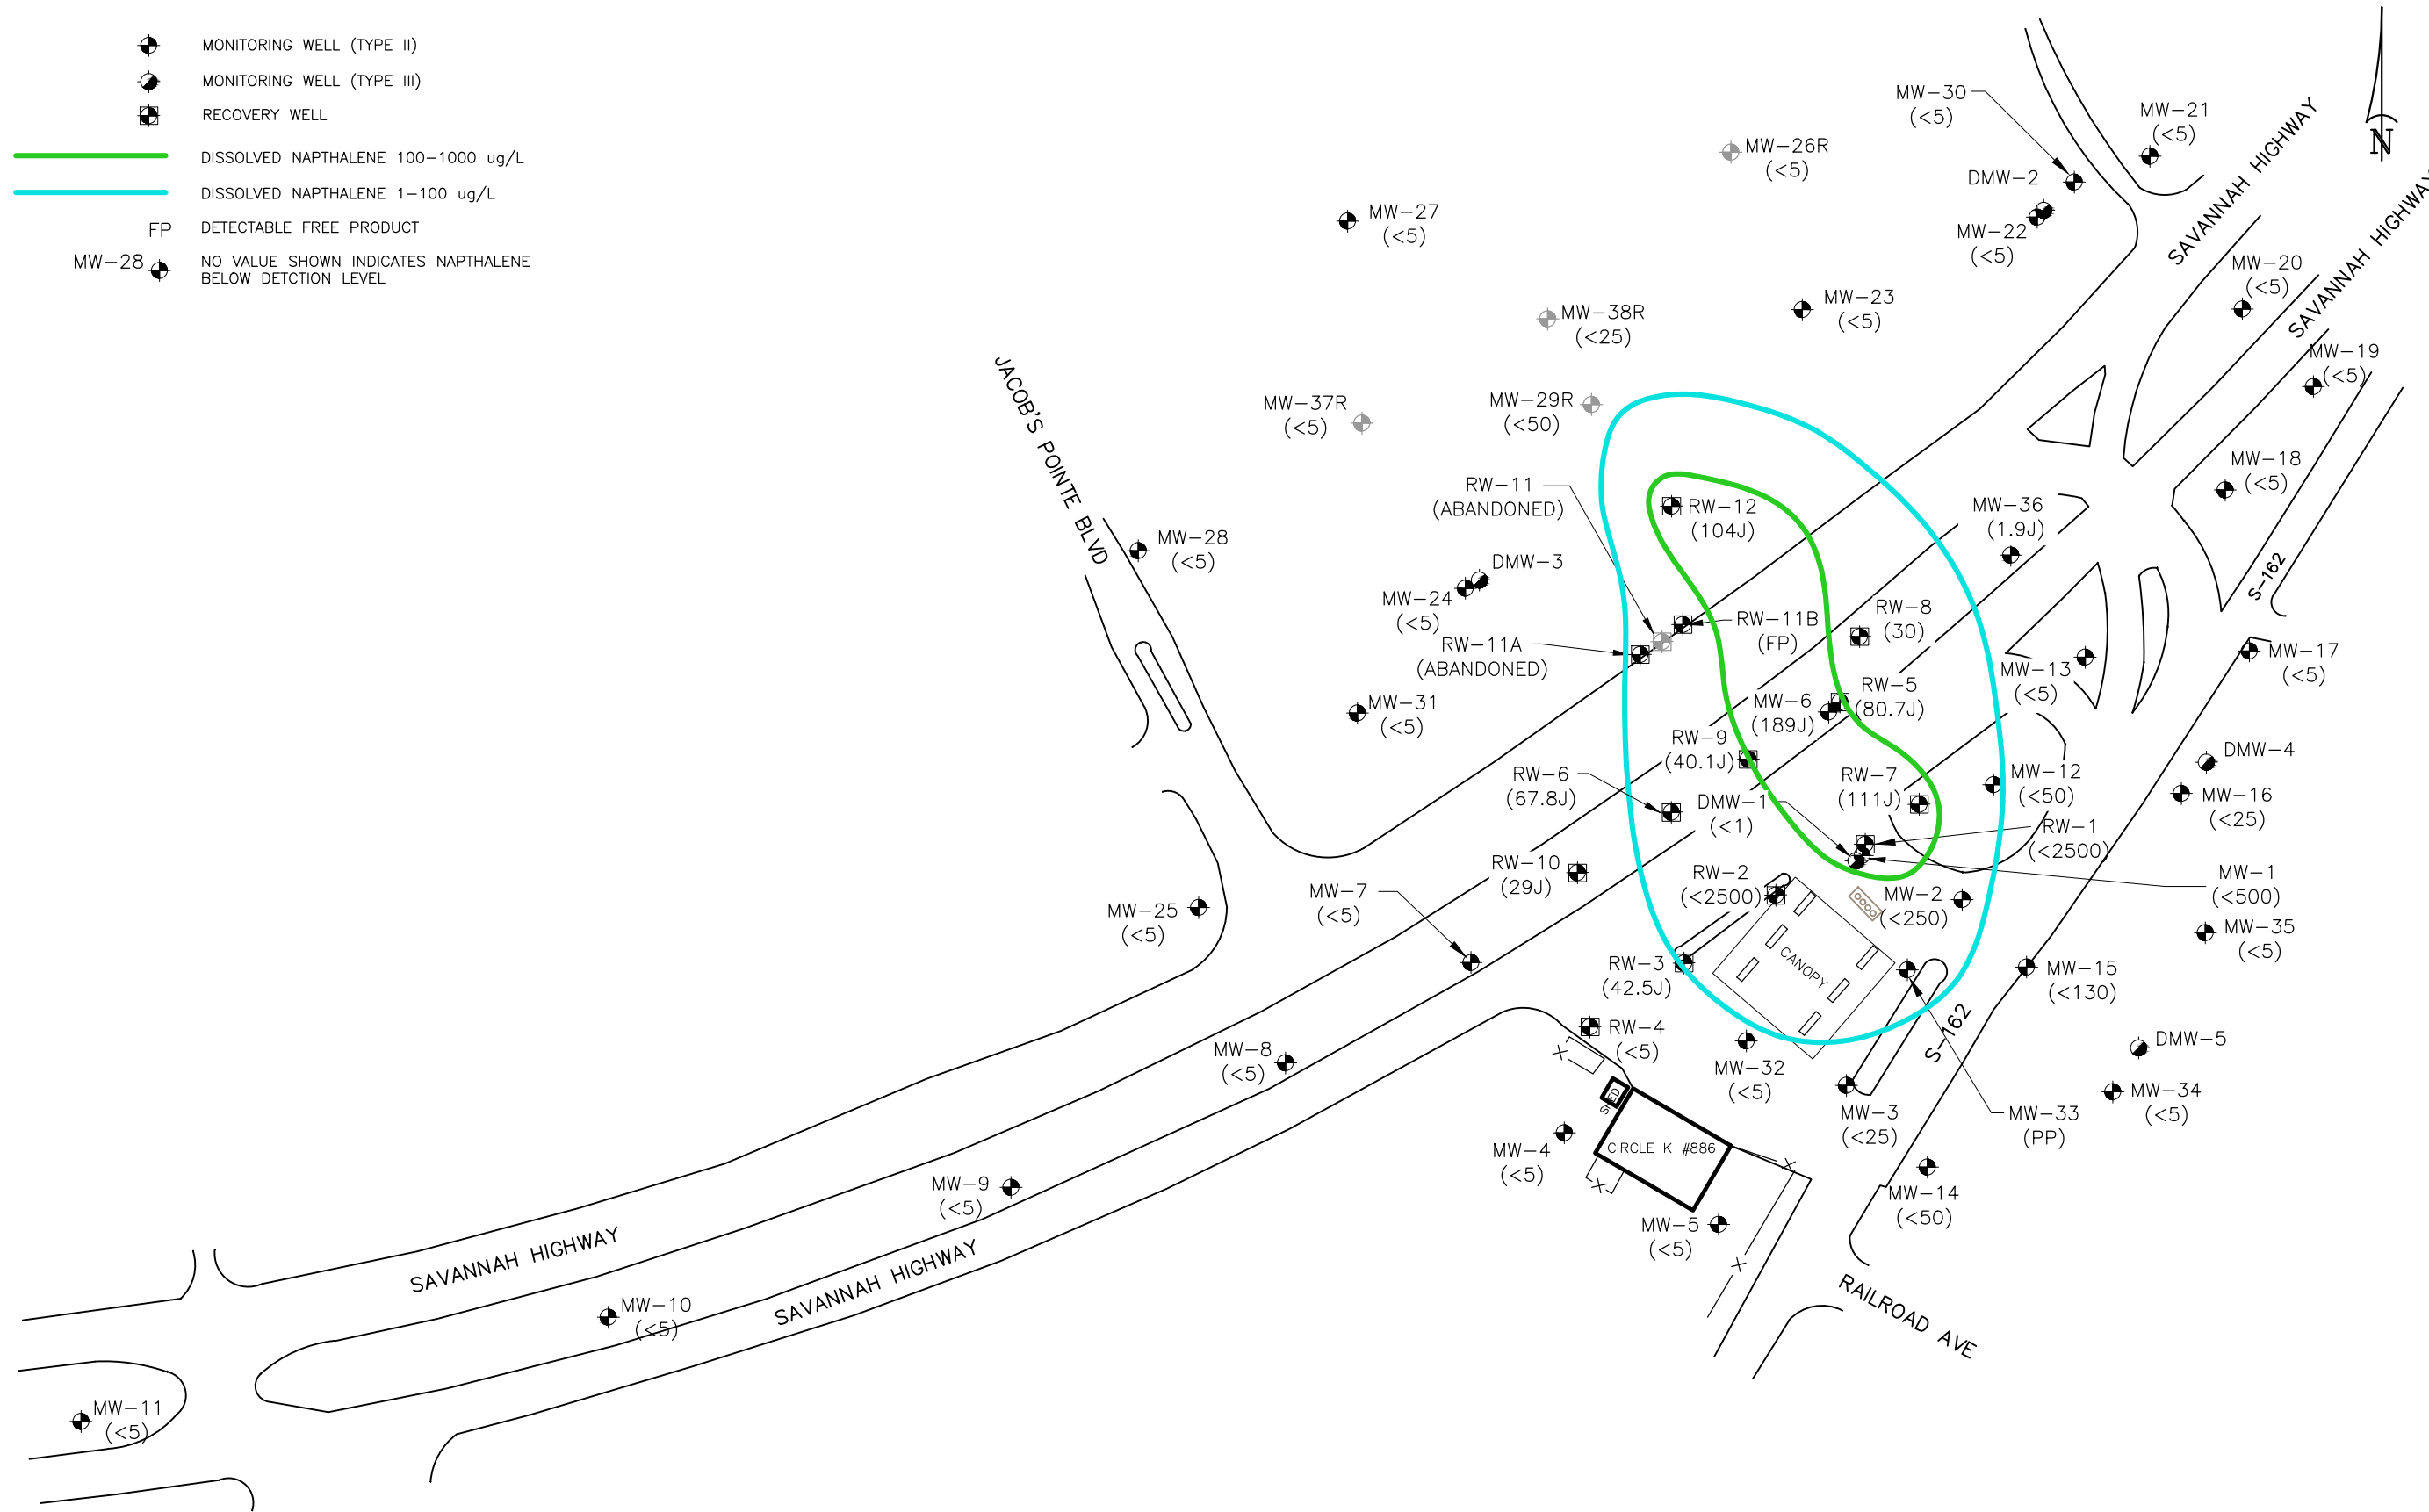 MONITORING WELL (TYPE II)
MONITORING WELL (TYPE III)
RECOVERY WELL
DISSOLVED NAPTHALENE 100-1000 ug/L
DISSOLVED NAPTHALENE 1-100 ug/L
FP DETECTABLE FREE PRODUCT
MW-28 NO VALUE SHOWN INDICATES NAPTHALENE
BELOW DETCTION LEVEL
N
MW-30
(<5)
MW-21
(<5)
SAVANNAH HIGHWAY
SAVANNAH HIGHWAY
MW-26R
(<5)
DMW-2
MW-22
(<5)
MW-27
(<5)
MW-20
(<5)
MW-23
(<5)
MW-38R
(<25)
MW-19
(<5)
JACOB'S POINTE BLVD
MW-37R
(<5)
MW-29R
(<50)
MW-18
(<5)
RW-11
(ABANDONED)
RW-12
(104J)
MW-36
(1.9J)
MW-28
(<5)
DMW-3
MW-24
(<5)
S-162
RW-11B
(FP)
RW-8
(30)
RW-11A
(ABANDONED)
MW-13
(<5)
MW-17
(<5)
MW-31
(<5)
MW-6
(189J)
RW-5
(80.7J)
RW-9
(40.1J)
DMW-4
RW-6
(67.8J)
DMW-1
(<1)
RW-7
(111J)
MW-12
(<50)
MW-16
(<25)
RW-1
(<2500)
RW-10
(29J)
RW-2
(<2500)
MW-2
(<250)
MW-1
(<500)
MW-7
(<5)
MW-25
(<5)
MW-35
(<5)
CANOPY
RW-3
(42.5J)
MW-15
(<130)
RW-4
(<5)
X
S-162
DMW-5
MW-8
(<5)
MW-32
(<5)
MW-34
(<5)
SHED
MW-3
(<25)
MW-33
(PP)
MW-4
(<5)
CIRCLE K #886
X
X
MW-9
(<5)
MW-14
(<50)
MW-5
(<5)
X
SAVANNAH HIGHWAY
SAVANNAH HIGHWAY
RAILROAD AVE
MW-10
(<5)
MW-11
(<5)